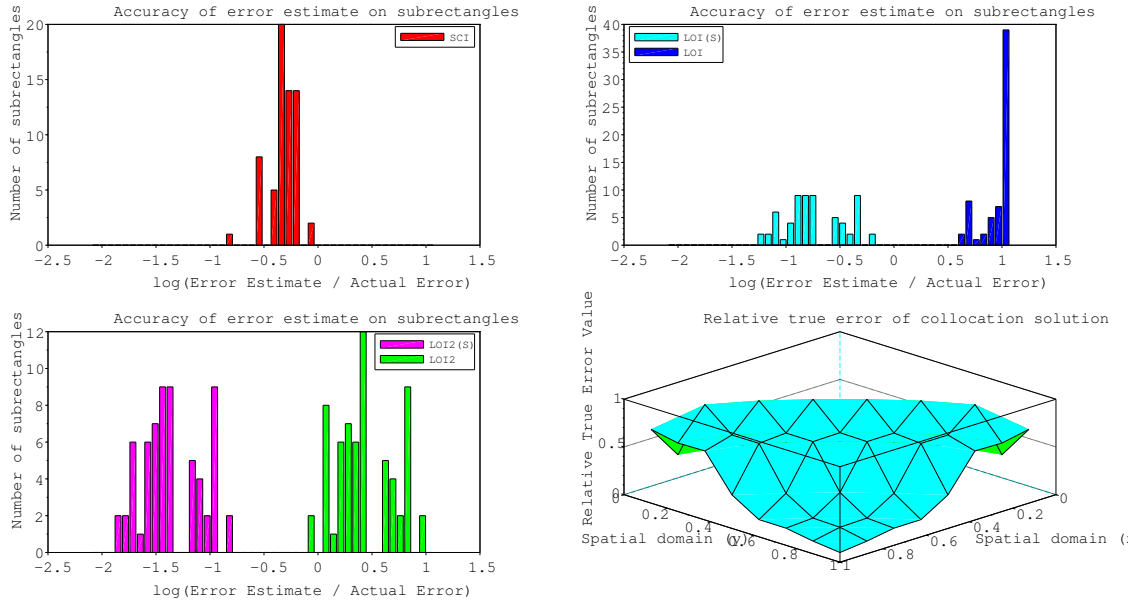 Accuracy of error estimate on subrectangles
Number of subrectangles
20
15
10
5
0
SCI
−2.5 −2 −1.5 −1 −0.5 0 0.5 1 1.5
log(Error Estimate / Actual Error)
Accuracy of error estimate on subrectangles
Number of subrectangles
40
35
30
25
20
15
10
5
0
LOI(S)
LOI
−2.5 −2 −1.5 −1 −0.5 0 0.5 1 1.5
log(Error Estimate / Actual Error)
Accuracy of error estimate on subrectangles
Number of subrectangles
12
10
8
6
4
2
0
LOI2(S)
LOI2
−2.5 −2 −1.5 −1 −0.5 0 0.5 1 1.5
log(Error Estimate / Actual Error)
Relative true error of collocation solution
Relative True Error Value
1
0.5
0
0 0.2 0.4 0.6 0.8 1
Spatial domain (y)
1 0.8 0.6 0.4 0.2 0
Spatial domain